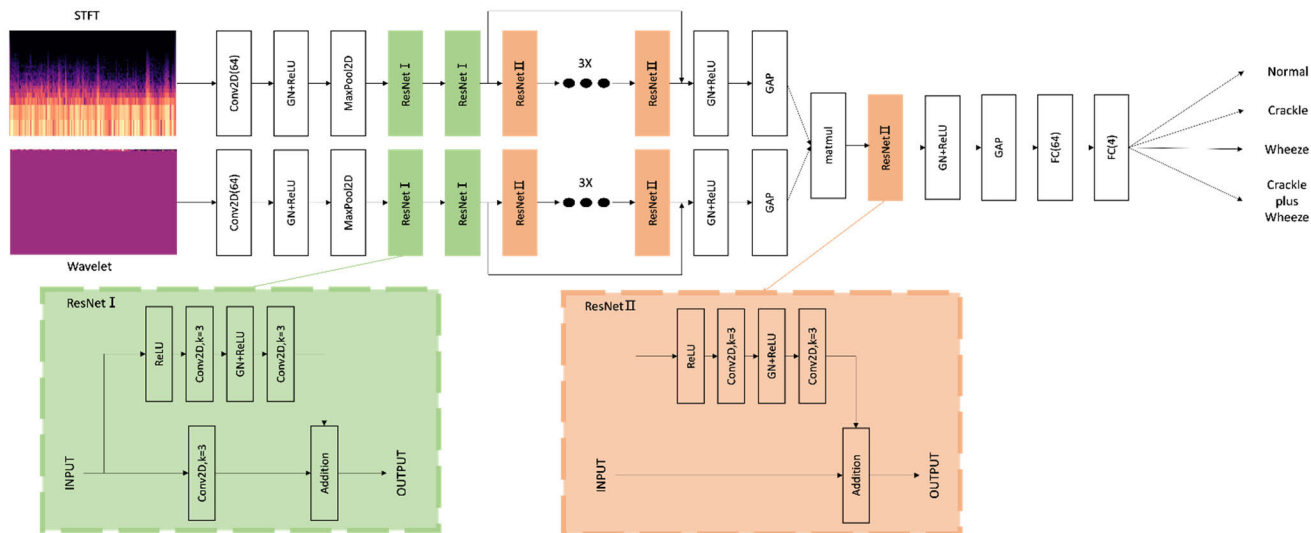 STFT
Conv2D(64)
GN+ReLU
MaxPool2D
ResNet Ⅰ
ResNet Ⅰ
ResNet Ⅱ
3X
ResNet Ⅱ
GN+ReLU
GAP
Conv2D(64)
GN+ReLU
MaxPool2D
ResNet Ⅰ
ResNet Ⅰ
ResNet Ⅱ
3X
ResNet Ⅱ
GN+ReLU
GAP
Wavelet
matmul
ResNet Ⅱ
GN+ReLU
GAP
FC(64)
FC(4)
Normal
Crackle
Wheeze
Crackle
plus
Wheeze
ResNet Ⅰ
ReLU
Conv2D,k=3
GN+ReLU
Conv2D,k=3
INPUT
Conv2D,k=3
Addition
OUTPUT
ResNet Ⅱ
ReLU
Conv2D,k=3
GN+ReLU
Conv2D,k=3
INPUT
Addition
OUTPUT